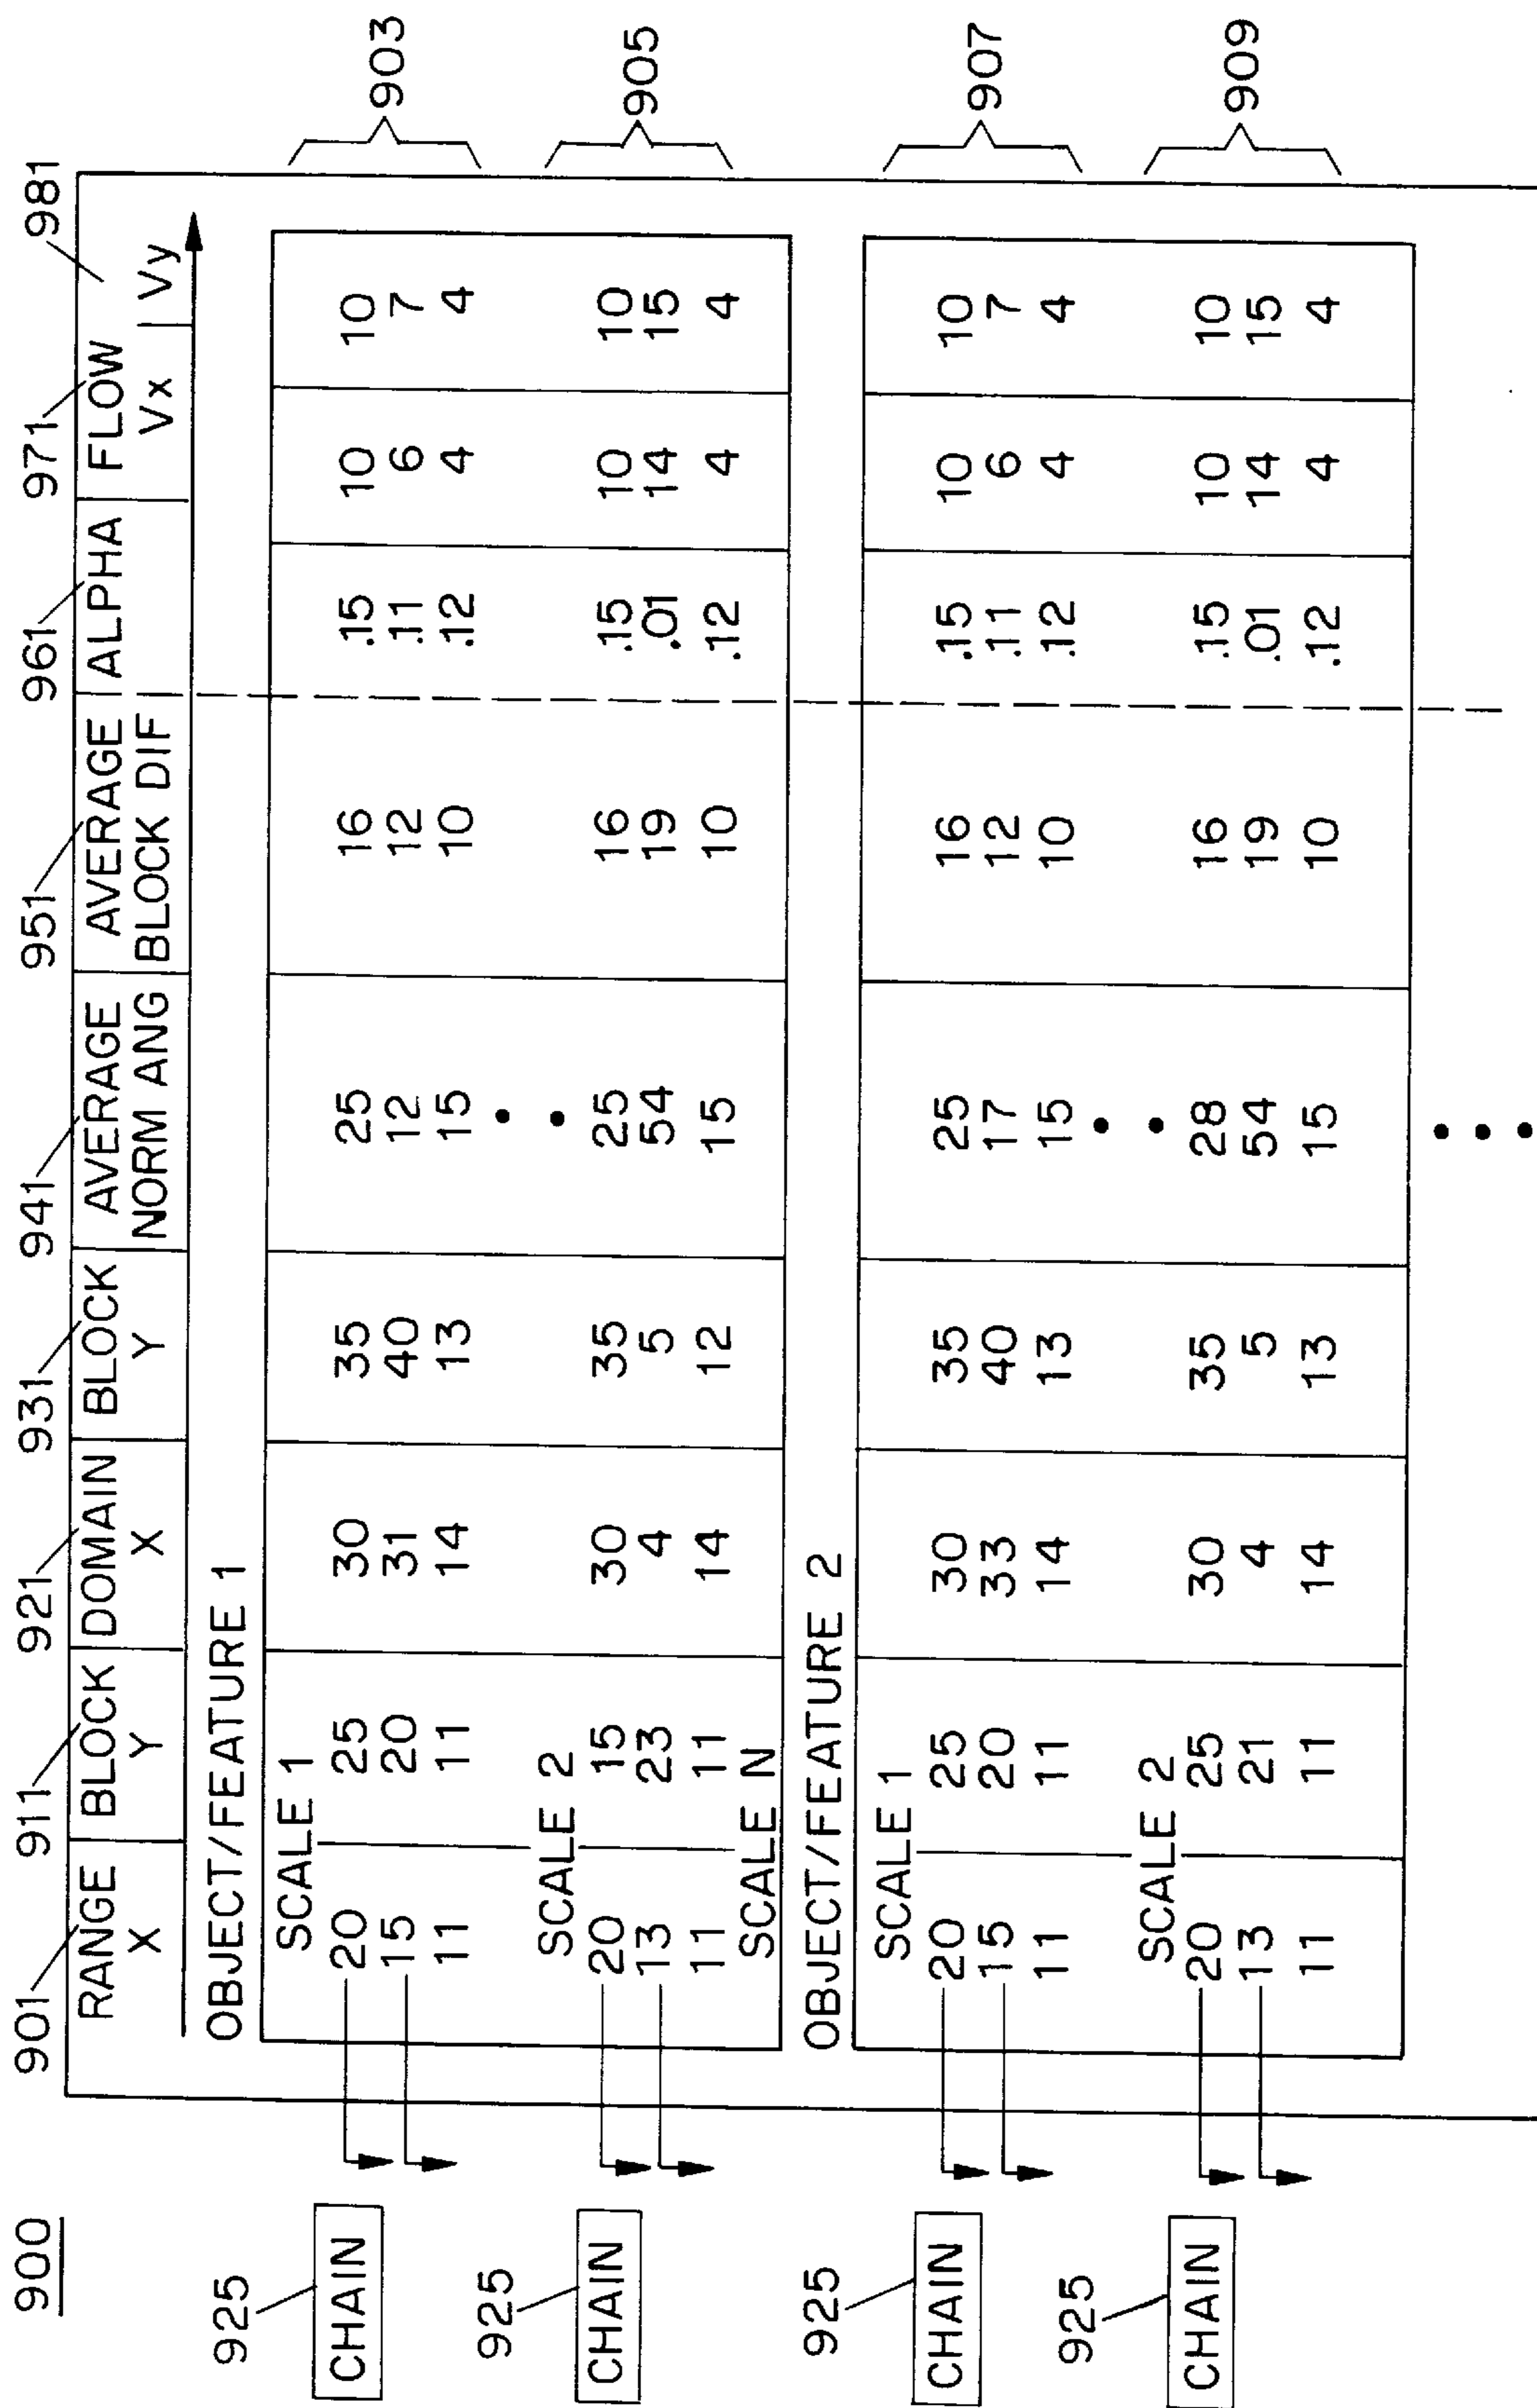 900
901 911 921 931 941 951 961 971 981
RANGE BLOCK DOMAIN BLOCK AVERAGE AVERAGE ALPHA FLOW
X Y X Y NORM ANG BLOCK DIF Vx Vy
OBJECT/FEATURE 1
SCALE 1
925 CHAIN
20 25 30 35 25 16 .15 10 10
15 20 31 40 12 12 .11 6 7
11 11 14 13 15 10 .12 4 4
903
SCALE 2
925 CHAIN
20 15 30 35 25 16 .15 10 10
13 23 4 5 54 19 .01 14 15
11 11 14 12 15 10 .12 4 4
905
SCALE N
OBJECT/FEATURE 2
SCALE 1
925 CHAIN
20 25 30 35 25 16 .15 10 10
15 20 33 40 17 12 .11 6 7
11 11 14 13 15 10 .12 4 4
907
SCALE 2
925 CHAIN
20 25 30 35 28 16 .15 10 10
13 21 4 5 54 19 .01 14 15
11 11 14 13 15 10 .12 4 4
909